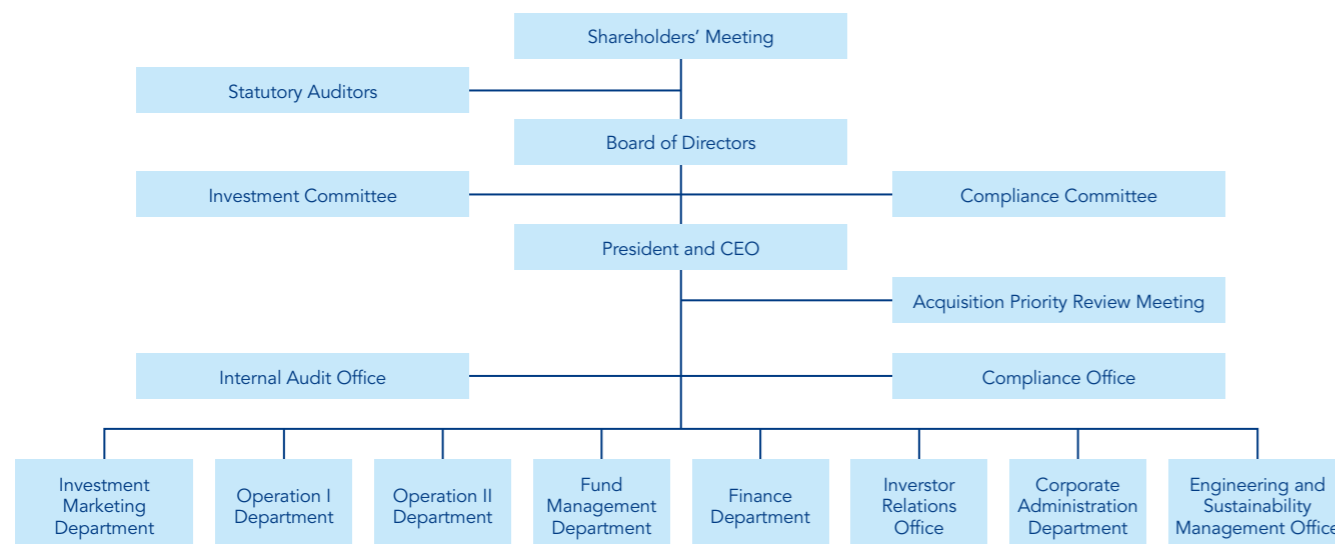 Shareholders’ Meeting
Statutory Auditors
Board of Directors
Investment Committee
Compliance Committee
President and CEO
Acquisition Priority Review Meeting
Internal Audit Office
Compliance Office
Investment
Marketing
Department
Operation I
Department
Operation II
Department
Fund
Management
Department
Finance
Department
Inverstor
Relations
Office
Corporate
Administration
Department
Engineering and
Sustainability
Management Office